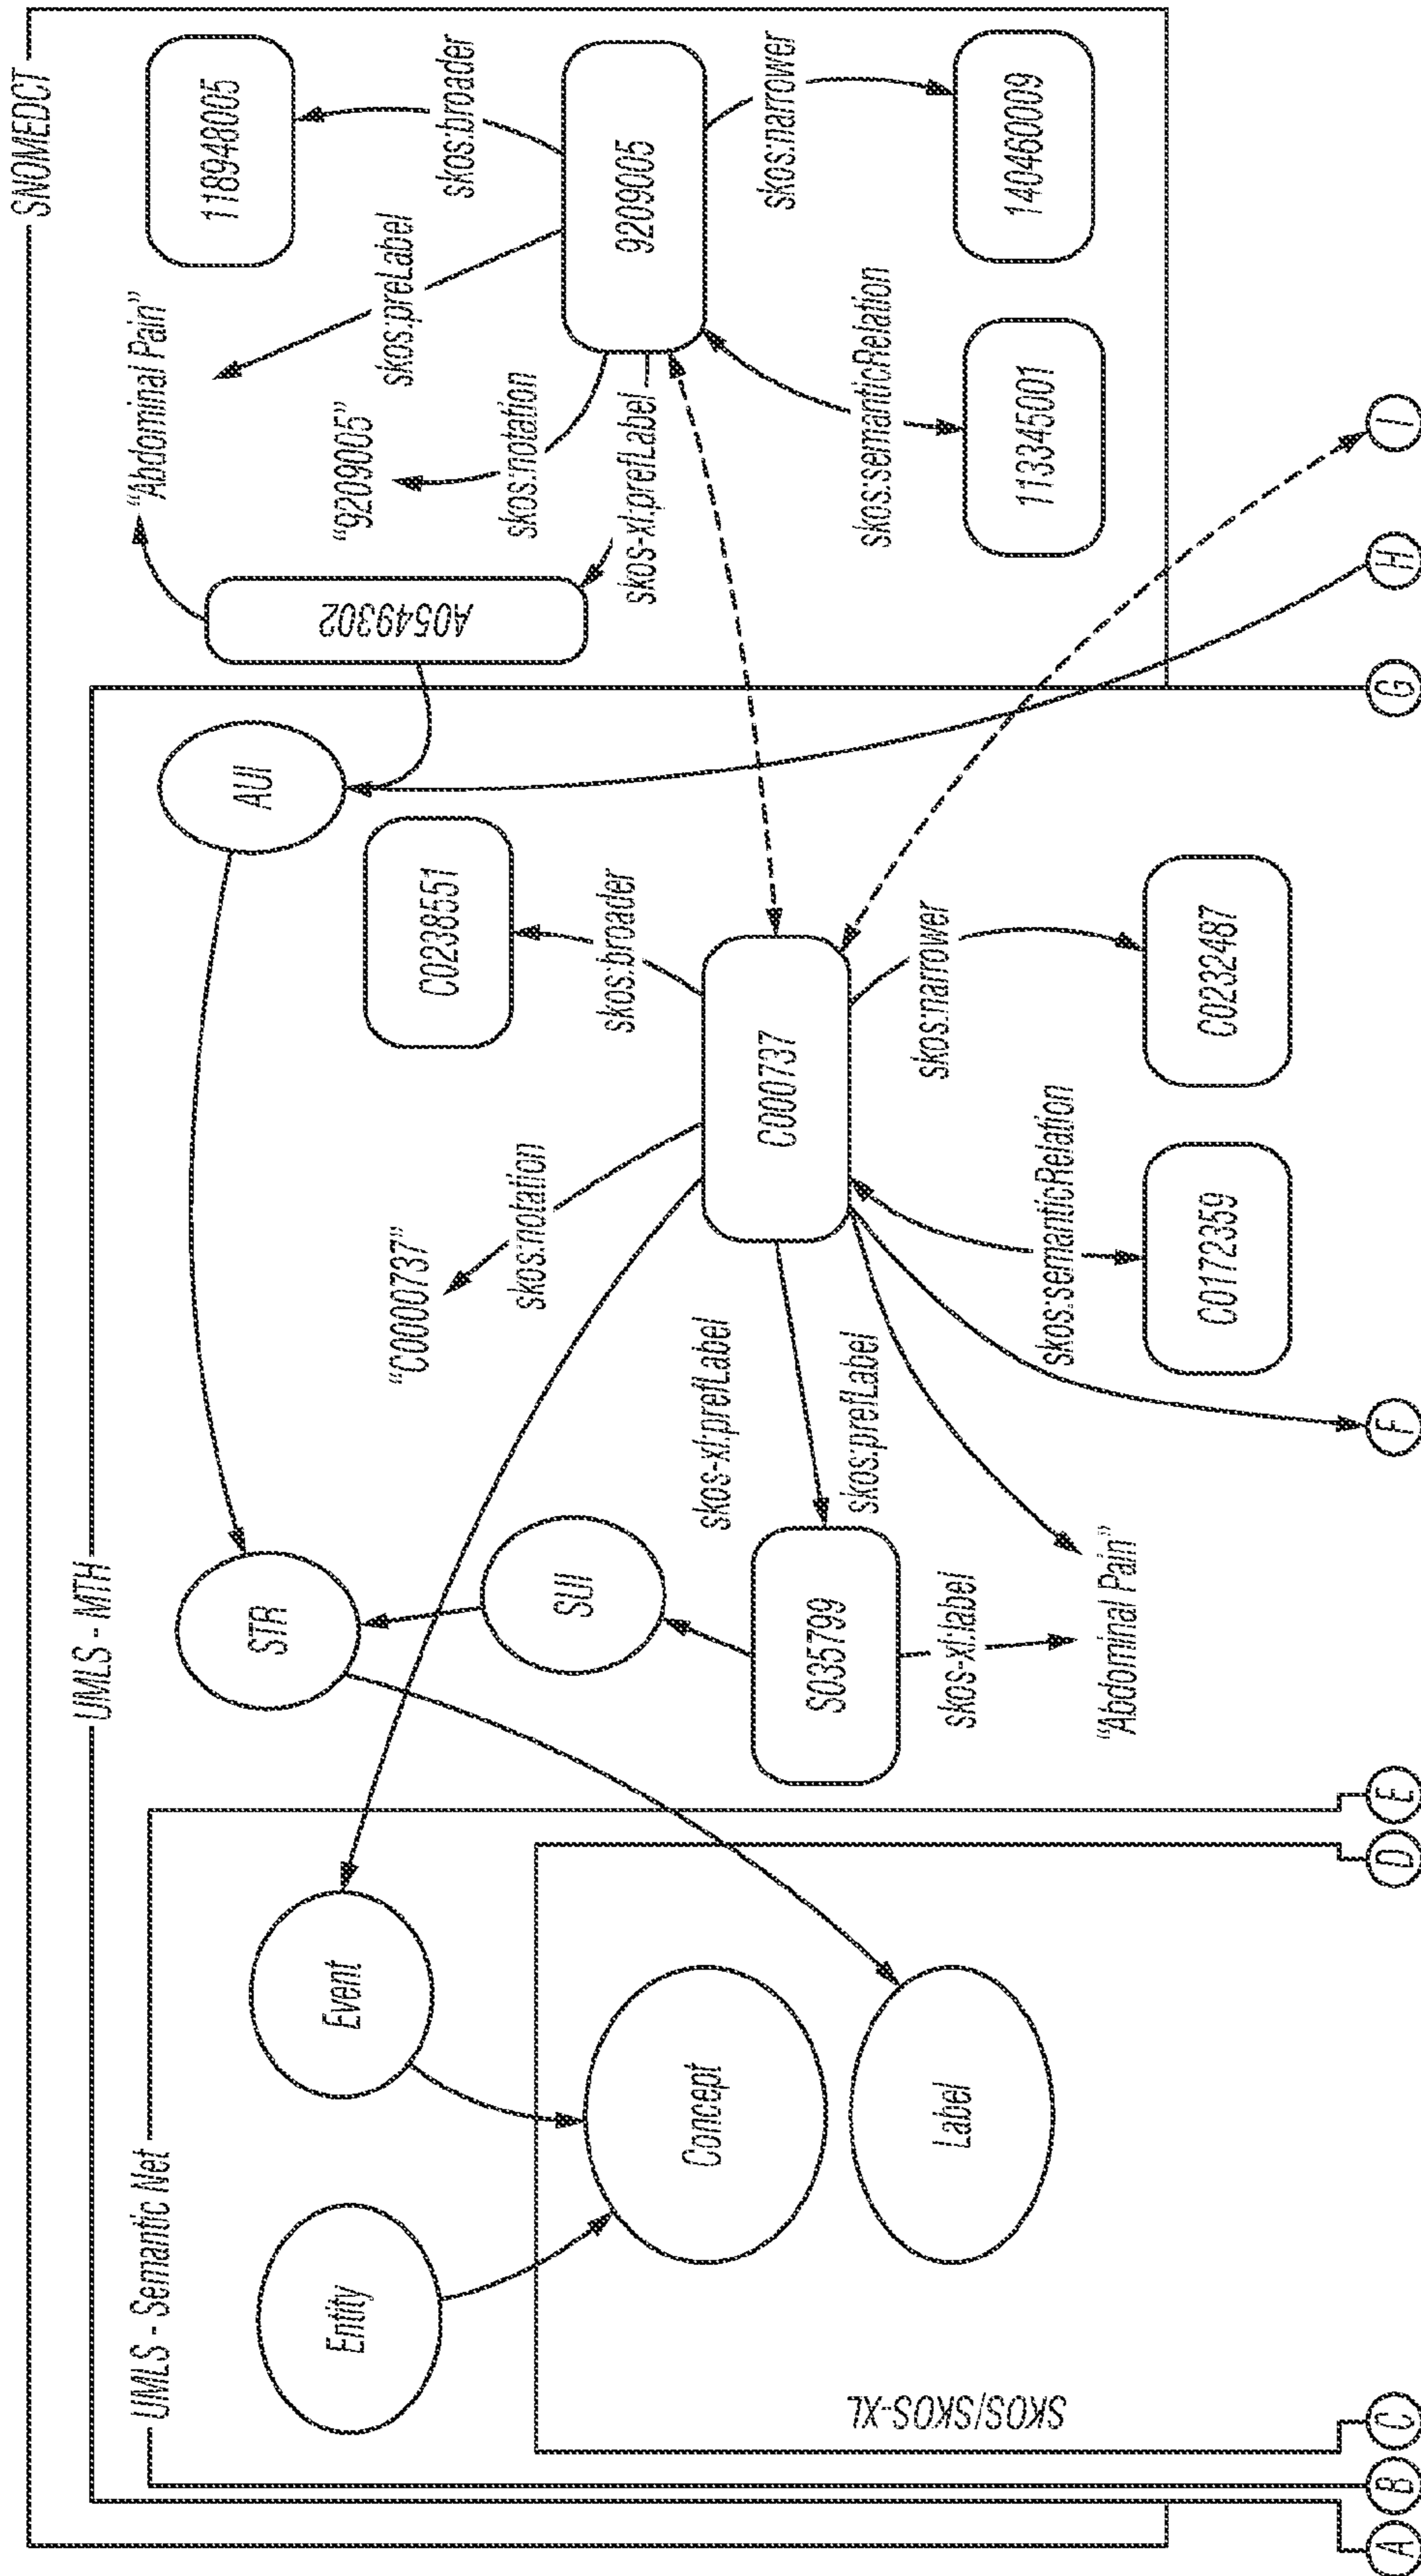 SNOMEDCT
UMLS - MTH
UMLS - Semantic Net
SKOS/SKOS-XL
Entity
Event
Concept
Label
STR
SUI
AUI
S035799
skos-xl:label
"Abdominal Pain"
skos-xl:prefLabel
skos:prefLabel
"C000737"
skos:notation
C000737
skos:broader
C0238551
skos:semanticRelation
C0172359
skos:narrower
C0232487
A0549302
"Abdominal Pain"
"9209005"
skos:notation
skos-xl:prefLabel
skos:preLabel
118948005
skos:broader
9209005
skos:semanticRelation
113345001
skos:narrower
140460009
A
B
C
D
E
F
G
H
I